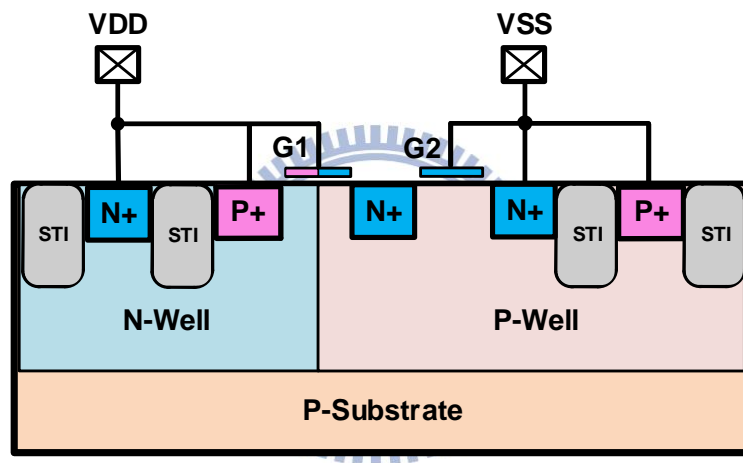 VDD VSS
G1 G2
N+ P+ N+ N+ P+
STI STI STI STI
N-Well P-Well
P-Substrate